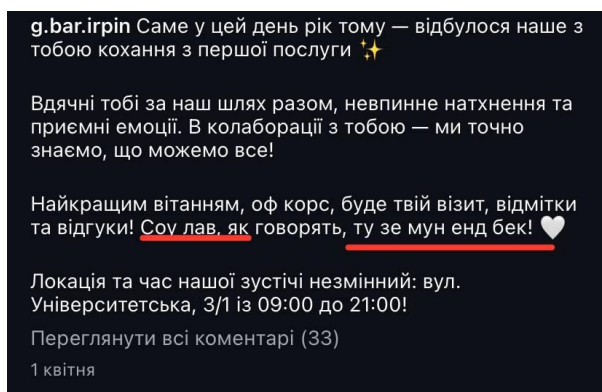 g.bar.irpin Саме у цей день рік тому — відбулося наше з
тобою кохання з першої послуги ✨
Вдячні тобі за наш шлях разом, невпинне натхнення та
приємні емоції. В колаборації з тобою — ми точно
знаємо, що можемо все!
Найкращим вітанням, оф корс, буде твій візит, відмітки
та відгуки! Соу лав, як говорять, ту зе мун енд бек! 🤍
Локація та час нашої зустічі незмінний: вул.
Університетська, 3/1 із 09:00 до 21:00!
Переглянути всі коментарі (33)
1 квітня